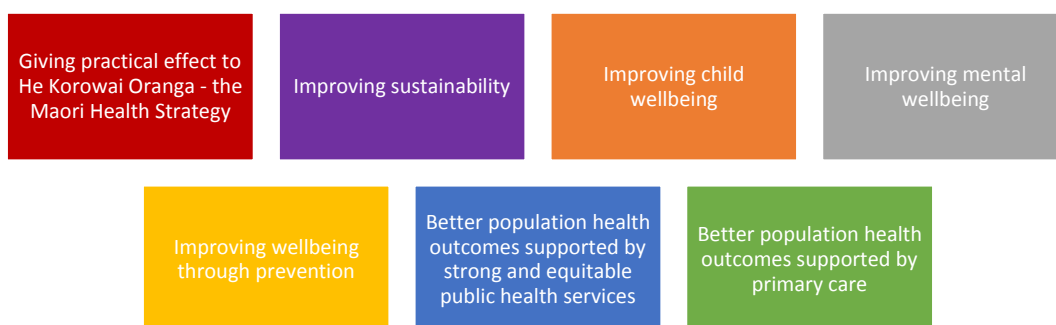 Giving practical effect to
He Korowai Oranga - the
Maori Health Strategy
Improving sustainability
Improving child
wellbeing
Improving mental
wellbeing
Improving wellbeing
through prevention
Better population health
outcomes supported by
strong and equitable
public health services
Better population health
outcomes supported by
primary care